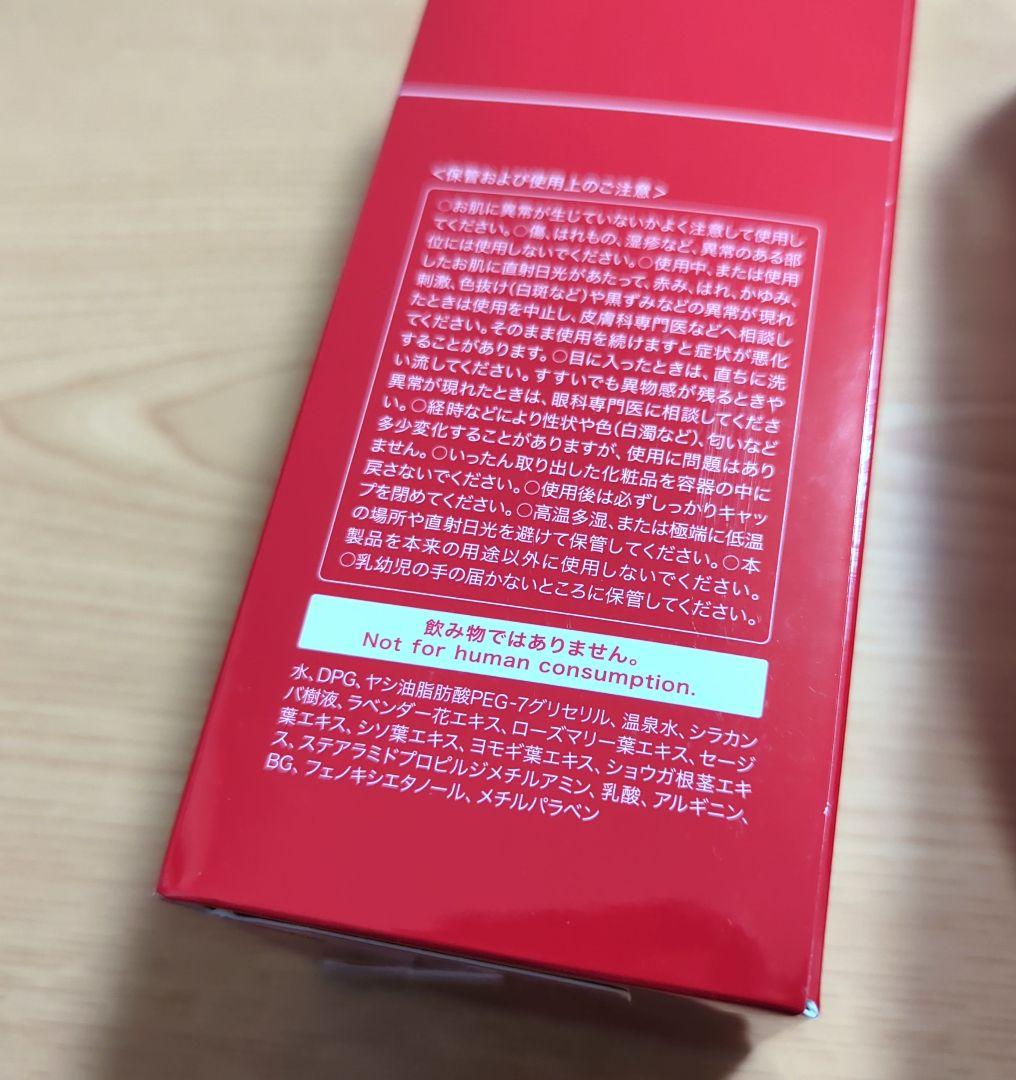 <保管および使用上のご注意>
○お肌に異常が生じていないかよく注意して使用し
てください。○傷、はれもの、湿疹など、異常のある部
位には使用しないでください。○使用中、または使用
したお肌に直射日光があたって、赤み、はれ、かゆみ、
刺激、色抜け(白斑など)や黒ずみなどの異常が現れ
たときは使用を中止し、皮膚科専門医などへ相談し
てください。そのまま使用を続けますと症状が悪化
することがあります。○目に入ったときは、直ちに洗
い流してください。すすいでも異物感が残るときや
異常が現れたときは、眼科専門医に相談してくださ
い。○経時などにより性状や色(白濁など)、匂いなど
多少変化することがありますが、使用に問題はあり
ません。○いったん取り出した化粧品を容器の中に
戻さないでください。○使用後は必ずしっかりキャッ
プを閉めてください。○高温多湿、または極端に低温
の場所や直射日光を避けて保管してください。○本
製品を本来の用途以外に使用しないでください。
○乳幼児の手の届かないところに保管してください。
飲み物ではありません。
Not for human consumption.
水、DPG、ヤシ油脂肪酸PEG-7グリセリル、温泉水、シラカン
バ樹液、ラベンダー花エキス、ローズマリー葉エキス、セージ
葉エキス、シソ葉エキス、ヨモギ葉エキス、ショウガ根茎エキ
ス、ステアラミドプロピルジメチルアミン、乳酸、アルギニン、
BG、フェノキシエタノール、メチルパラベン